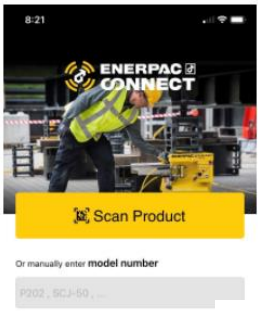 8:21
ENERPAC
CONNECT
Scan Product
Or manually enter model number
P202 , SCJ-50 , ...